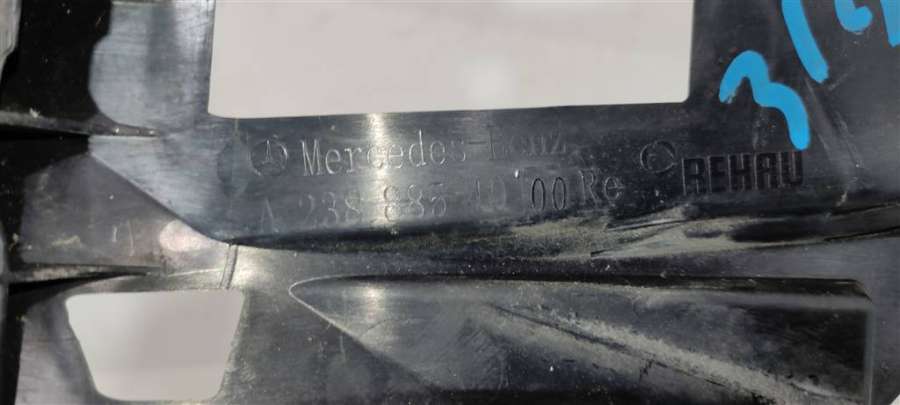 Mercedes-Benz
REHAU
A 238 885 40 00 Re